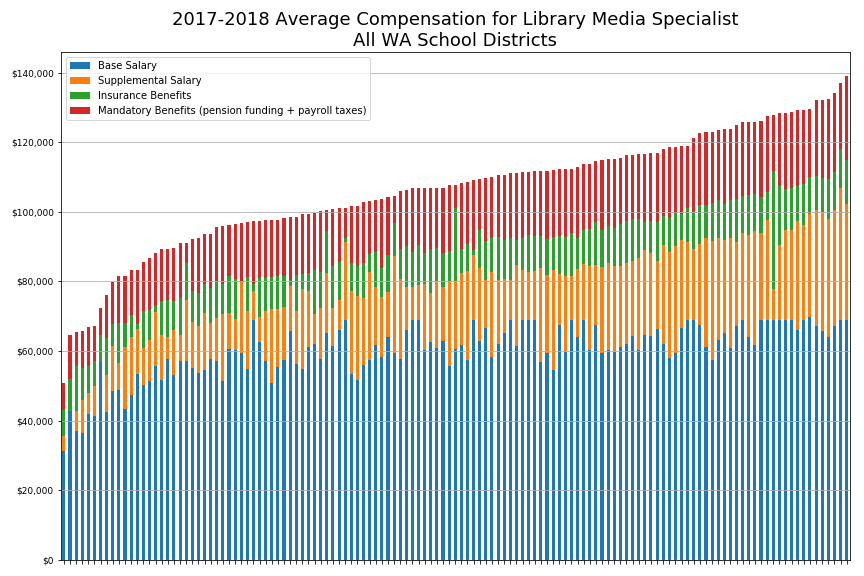 2017-2018 Average Compensation for Library Media Specialist
All WA School Districts
Base Salary
Supplemental Salary
Insurance Benefits
Mandatory Benefits (pension funding + payroll taxes)
$140,000
$120,000
$100,000
$80,000
$60,000
$40,000
$20,000
$0